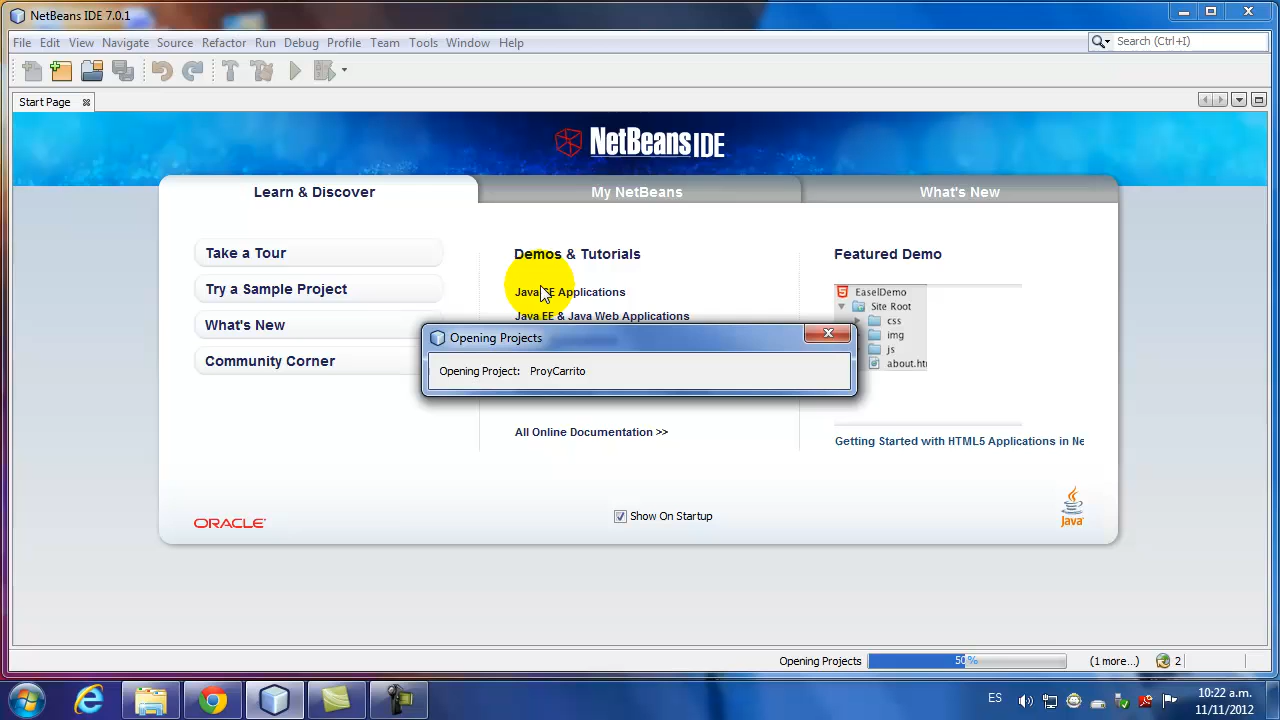 NetBeans IDE 7.0.1
File Edit View Navigate Source Refactor Run Debug Profile Team Tools Window Help
Search (Ctrl+I)
Start Page
NetBeans IDE
Learn & Discover
My NetBeans
What's New
Take a Tour
Try a Sample Project
What's New
Community Corner
Demos & Tutorials
Java EE Applications
Java EE & Java Web Applications
All Online Documentation >>
Featured Demo
EaselDemo
Site Root
css
img
js
about.ht
Getting Started with HTML5 Applications in Ne
Opening Projects
Opening Project: ProyCarrito
ORACLE
Show On Startup
Java
Opening Projects
50%
(1 more...)
2
ES
10:22 a.m.
11/11/2012